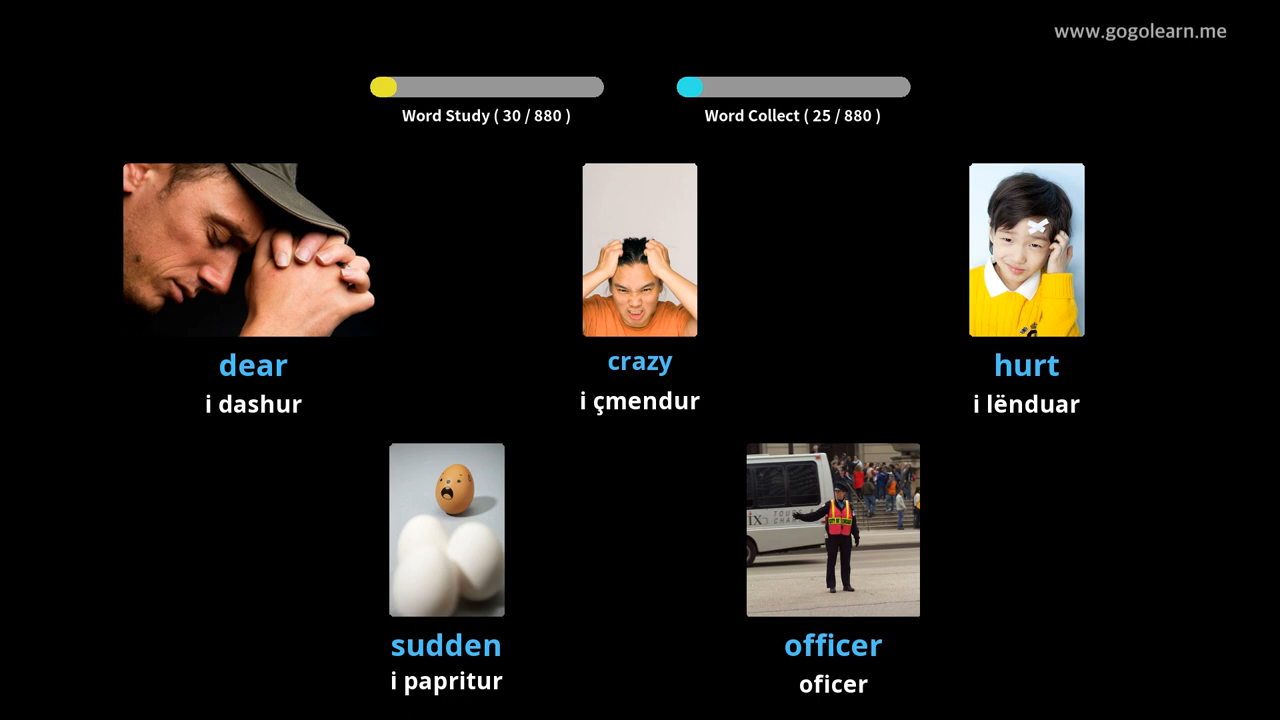 www.gogolearn.me
Word Study ( 30 / 880 )
Word Collect ( 25 / 880 )
dear
i dashur
crazy
i çmendur
hurt
i lënduar
sudden
i papritur
officer
oficer